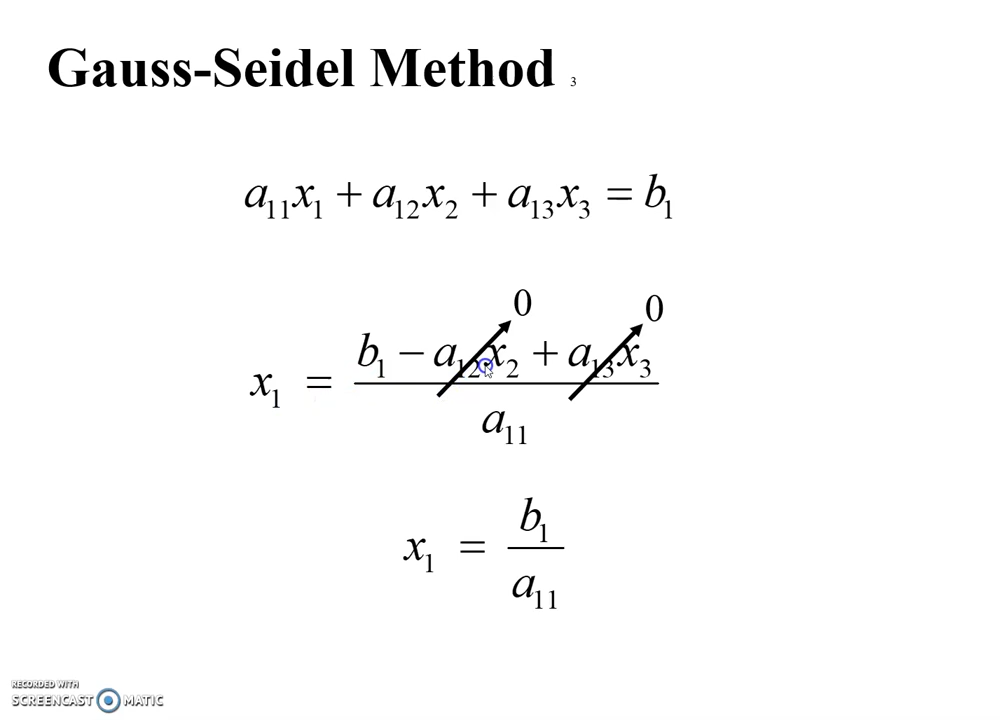 Gauss-Seidel Method 3
a₁₁x₁ + a₁₂x₂ + a₁₃x₃ = b₁
0 0
x₁ = (b₁ − a₁₂x₂ + a₁₃x₃) / a₁₁
x₁ = b₁ / a₁₁
RECORDED WITH
SCREENCAST MATIC